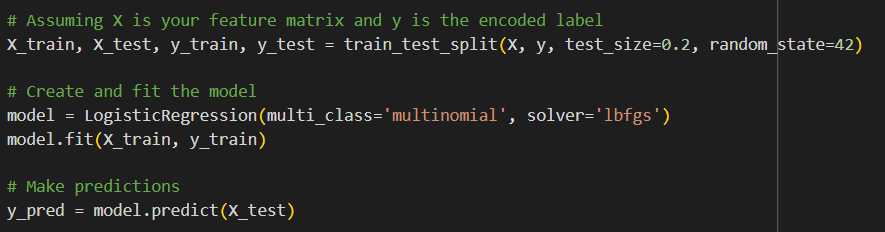 # Assuming X is your feature matrix and y is the encoded label
X_train, X_test, y_train, y_test = train_test_split(X, y, test_size=0.2, random_state=42)
# Create and fit the model
model = LogisticRegression(multi_class='multinomial', solver='lbfgs')
model.fit(X_train, y_train)
# Make predictions
y_pred = model.predict(X_test)